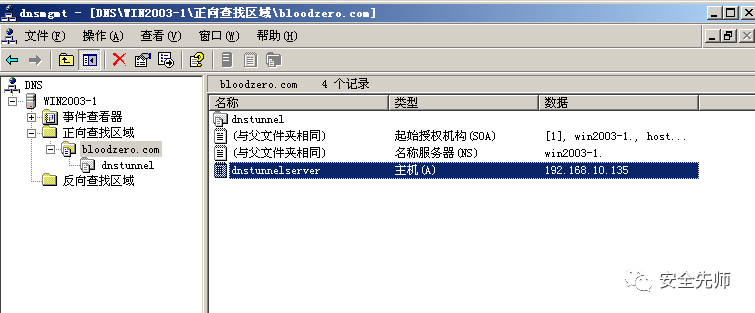 dnsmgmt - [DNS\WIN2003-1\正向查找区域\bloodzero.com]
文件(F) 操作(A) 查看(V) 窗口(W) 帮助(H)
DNS
WIN2003-1
事件查看器
正向查找区域
bloodzero.com
dnstunnel
反向查找区域
bloodzero.com 4 个记录
名称 类型 数据
dnstunnel
(与父文件夹相同) 起始授权机构(SOA) [1], win2003-1., host...
(与父文件夹相同) 名称服务器(NS) win2003-1.
dnstunnelserver 主机(A) 192.168.10.135
安全先师